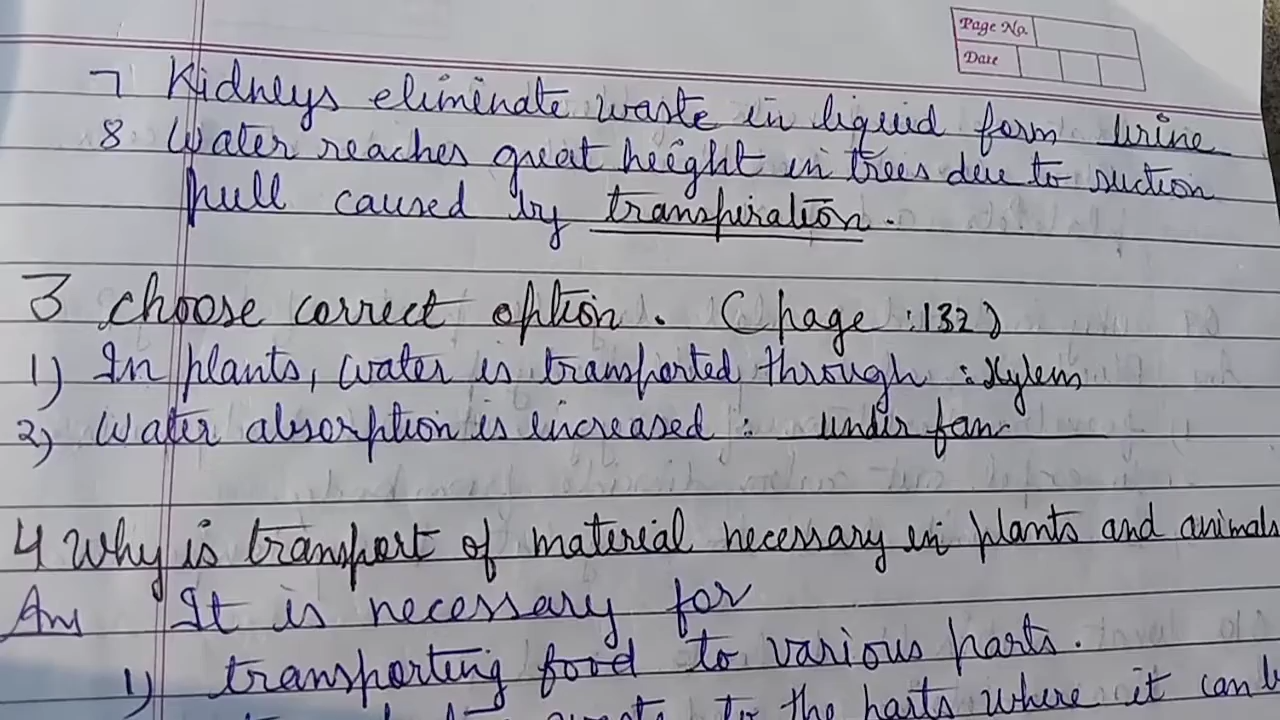 Page No.
Date
7 Kidneys eliminate waste in liquid form urine
8 Water reaches great height in trees due to suction
pull caused by transpiration.
3 choose correct option. (page :132)
1) In plants, water is transported through : Xylem
2) Water absorption is increased : under fan
4 Why is transport of material necessary in plants and animals
Ans It is necessary for
1) transporting food to various parts.
to the parts where it can b